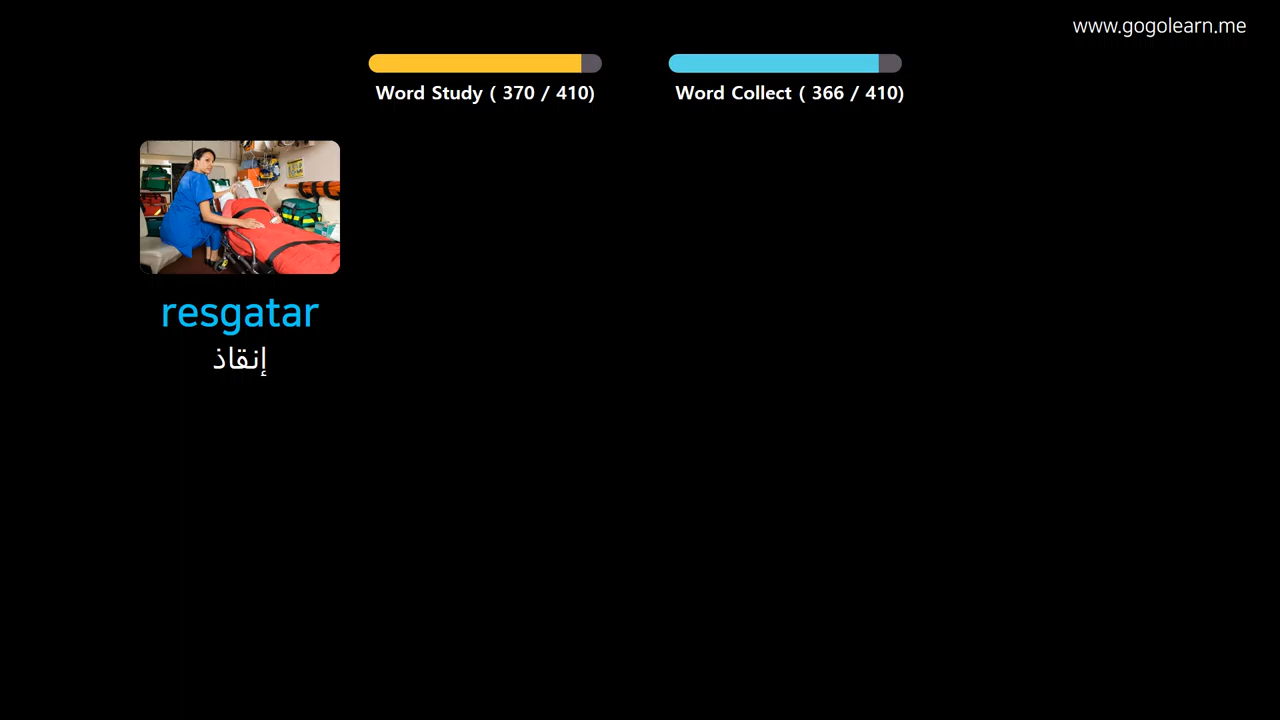 www.gogolearn.me
Word Study ( 370 / 410)
Word Collect ( 366 / 410)
resgatar
إنقاذ